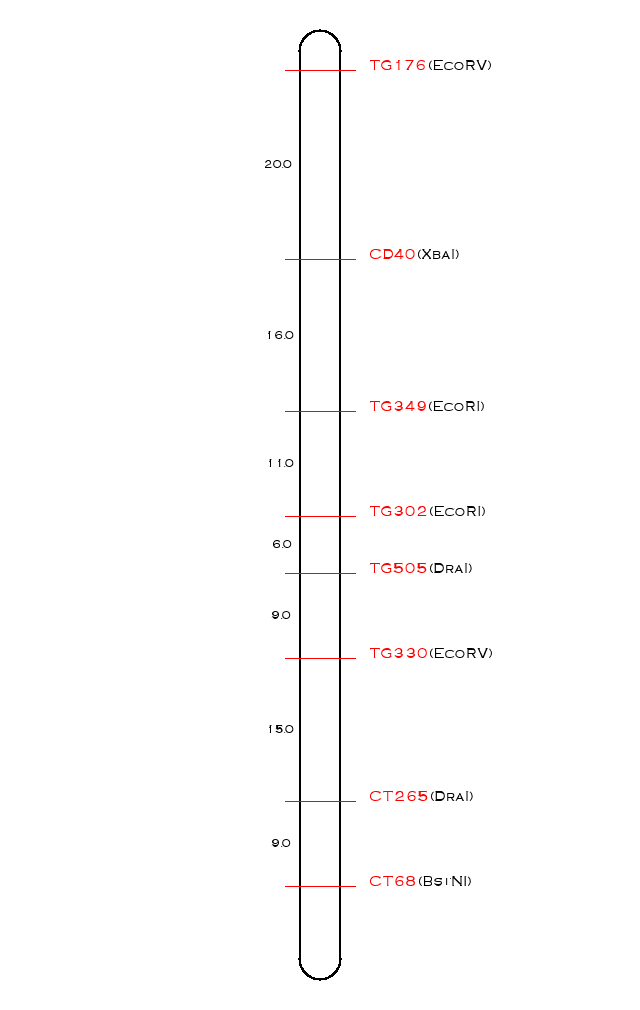 TG176(EcoRV)
20.0
CD40(XbaI)
16.0
TG349(EcoRI)
11.0
TG302(EcoRI)
6.0
TG505(DraI)
9.0
TG330(EcoRV)
15.0
CT265(DraI)
9.0
CT68(BstNI)